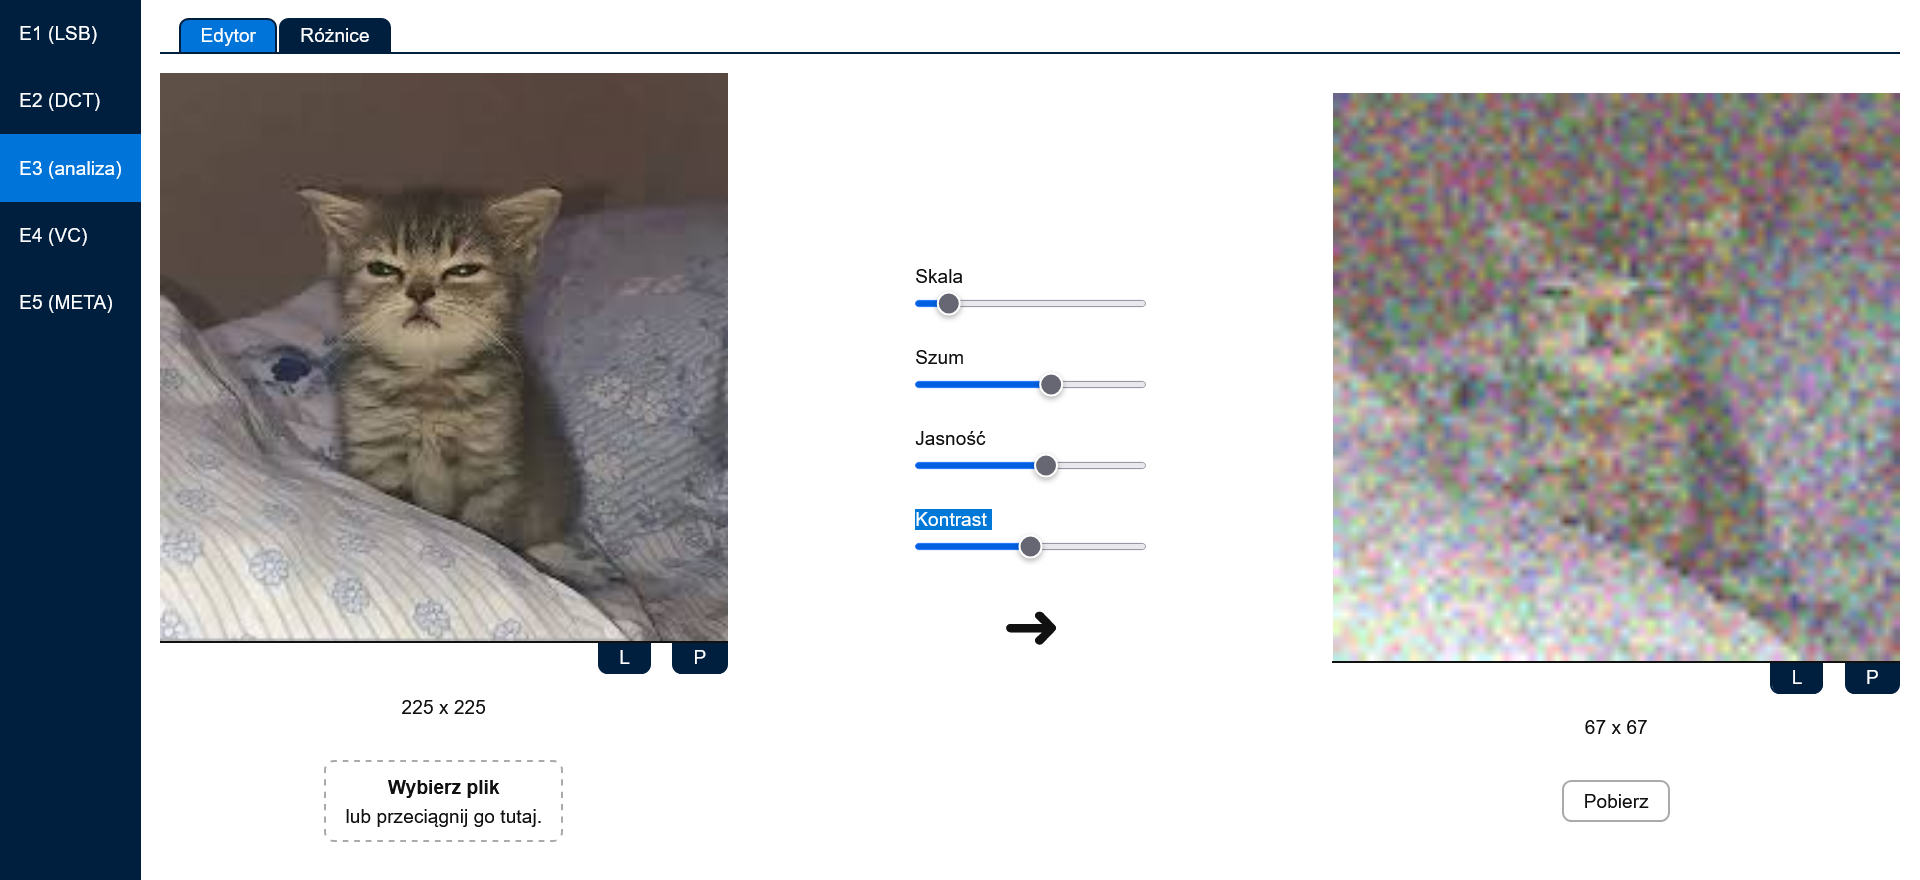 E1 (LSB)
E2 (DCT)
E3 (analiza)
E4 (VC)
E5 (META)
Edytor
Różnice
L
P
225 x 225
Wybierz plik
lub przeciągnij go tutaj.
Skala
Szum
Jasność
Kontrast
L
P
67 x 67
Pobierz